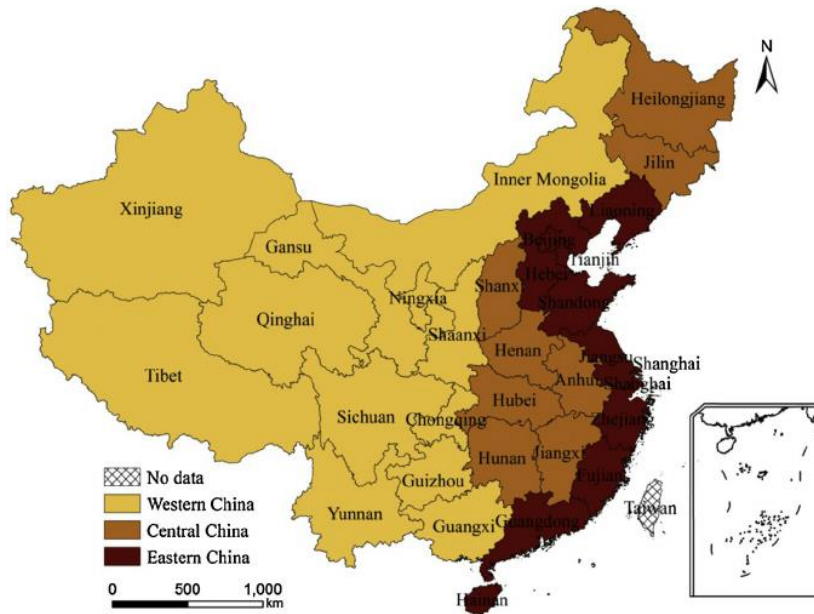 N
Heilongjiang
Jilin
Inner Mongolia
Liaoning
Xinjiang
Beijing
Gansu
Tianjin
Hebei
Shanxi
Ningxia
Shandong
Qinghai
Shaanxi
Henan
Jiangsu
Shanghai
Tibet
Anhui
Shanghai
Hubei
Sichuan
Chongqing
Zhejiang
Hunan
Jiangxi
Guizhou
Fujian
No data
Western China
Yunnan
Guangxi
Guangdong
Taiwan
Central China
Eastern China
0 500 1,000
km
Hainan